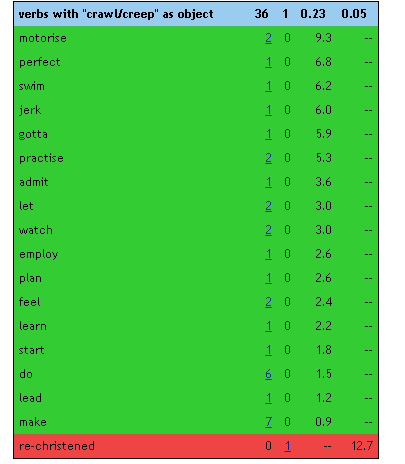 verbs with "crawl/creep" as object 36 1 0.23 0.05
motorise 2 0 9.3 --
perfect 1 0 6.8 --
swim 1 0 6.2 --
jerk 1 0 6.0 --
gotta 1 0 5.9 --
practise 2 0 5.3 --
admit 1 0 3.6 --
let 2 0 3.0 --
watch 2 0 3.0 --
employ 1 0 2.6 --
plan 1 0 2.6 --
feel 2 0 2.4 --
learn 1 0 2.2 --
start 1 0 1.8 --
do 6 0 1.5 --
lead 1 0 1.2 --
make 7 0 0.9 --
re-christened 0 1 -- 12.7